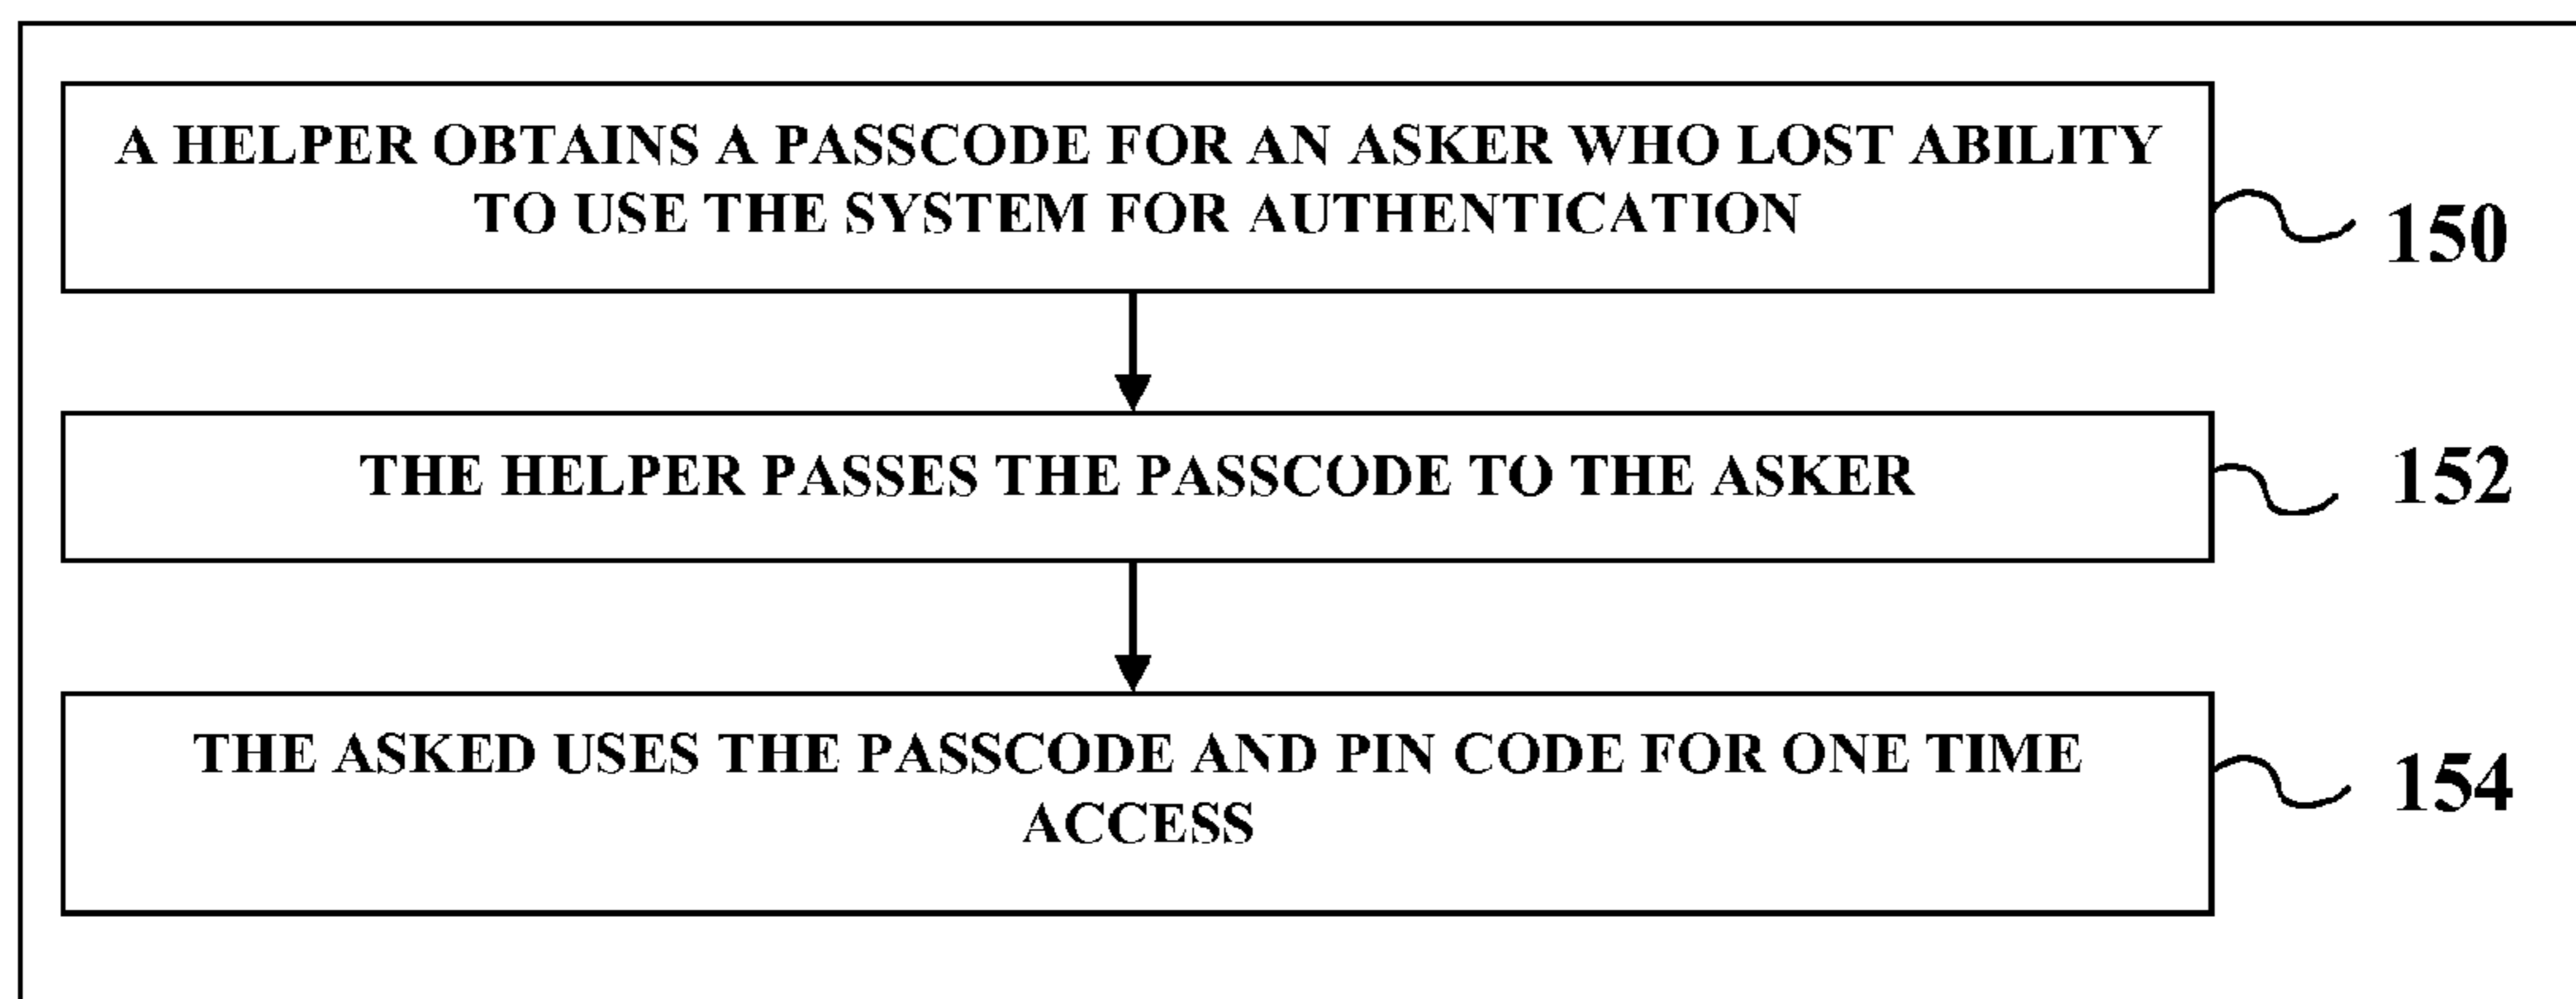 A HELPER OBTAINS A PASSCODE FOR AN ASKER WHO LOST ABILITY
TO USE THE SYSTEM FOR AUTHENTICATION
150
THE HELPER PASSES THE PASSCODE TO THE ASKER
152
THE ASKED USES THE PASSCODE AND PIN CODE FOR ONE TIME
ACCESS
154